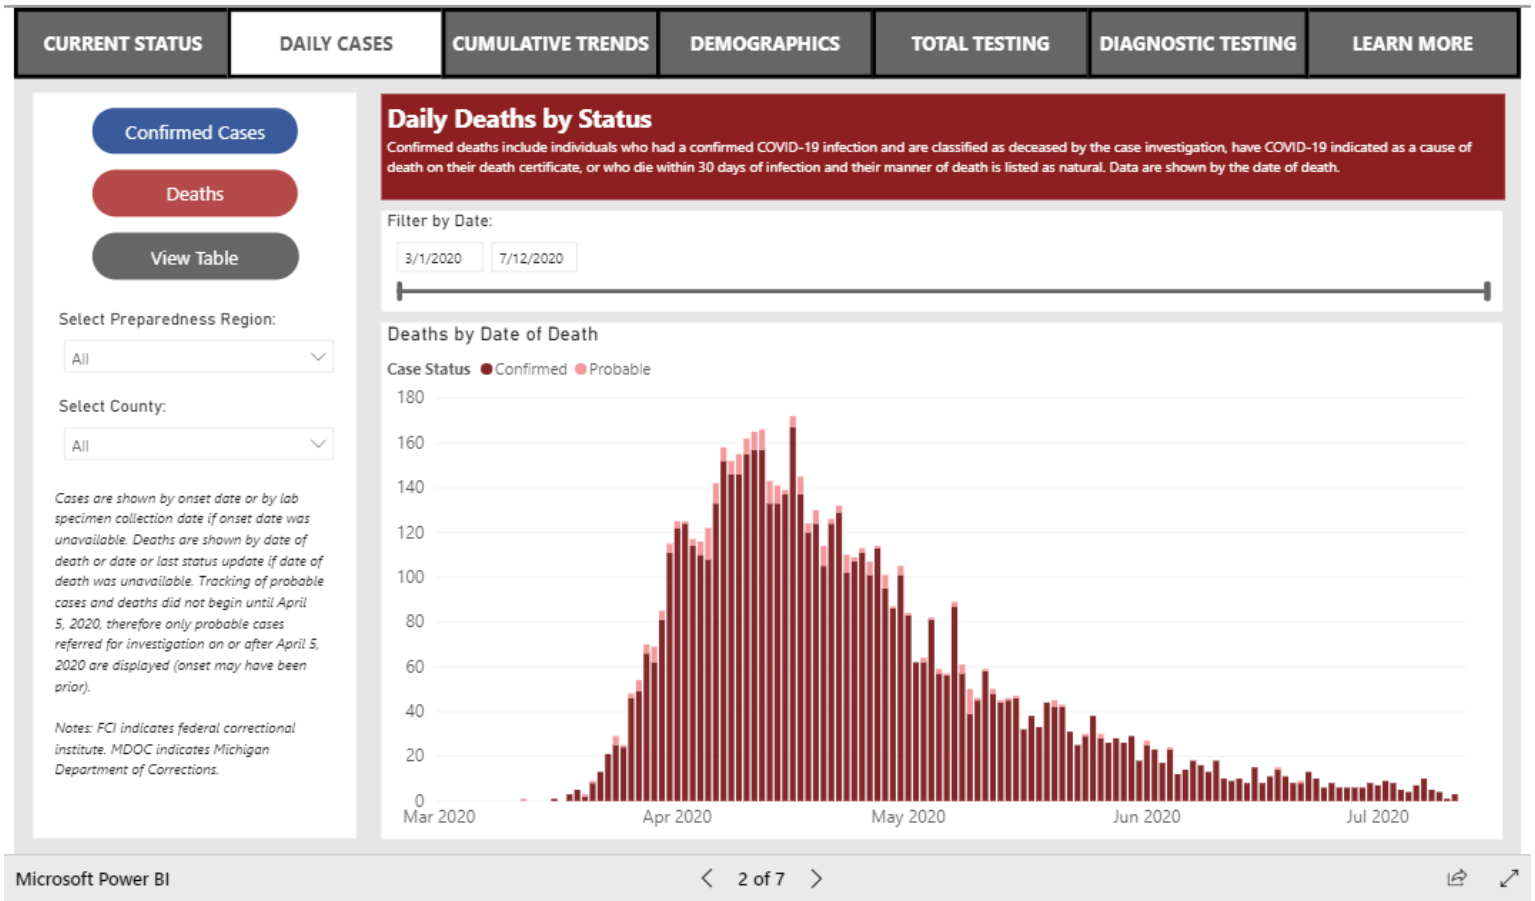 CURRENT STATUS
DAILY CASES
CUMULATIVE TRENDS
DEMOGRAPHICS
TOTAL TESTING
DIAGNOSTIC TESTING
LEARN MORE
Confirmed Cases
Deaths
View Table
Select Preparedness Region:
All
Select County:
All
Cases are shown by onset date or by lab
specimen collection date if onset date was
unavailable. Deaths are shown by date of
death or date or last status update if date of
death was unavailable. Tracking of probable
cases and deaths did not begin until April
5, 2020, therefore only probable cases
referred for investigation on or after April 5,
2020 are displayed (onset may have been
prior).
Notes: FCI indicates federal correctional
institute. MDOC indicates Michigan
Department of Corrections.
Daily Deaths by Status
Confirmed deaths include individuals who had a confirmed COVID-19 infection and are classified as deceased by the case investigation, have COVID-19 indicated as a cause of
death on their death certificate, or who die within 30 days of infection and their manner of death is listed as natural. Data are shown by the date of death.
Filter by Date:
3/1/2020
7/12/2020
Deaths by Date of Death
Case Status Confirmed Probable
180
160
140
120
100
80
60
40
20
0
Mar 2020
Apr 2020
May 2020
Jun 2020
Jul 2020
Microsoft Power BI
2 of 7